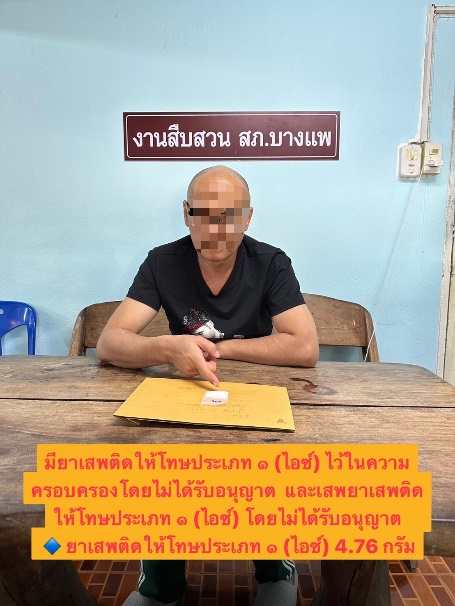 งานสืบสวน สภ.บางแพ
มียาเสพติดให้โทษประเภท ๑ (ไอซ์) ไว้ในความ
ครอบครองโดยไม่ได้รับอนุญาต และเสพยาเสพติด
ให้โทษประเภท ๑ (ไอซ์) โดยไม่ได้รับอนุญาต
🔷 ยาเสพติดให้โทษประเภท ๑ (ไอซ์) 4.76 กรัม